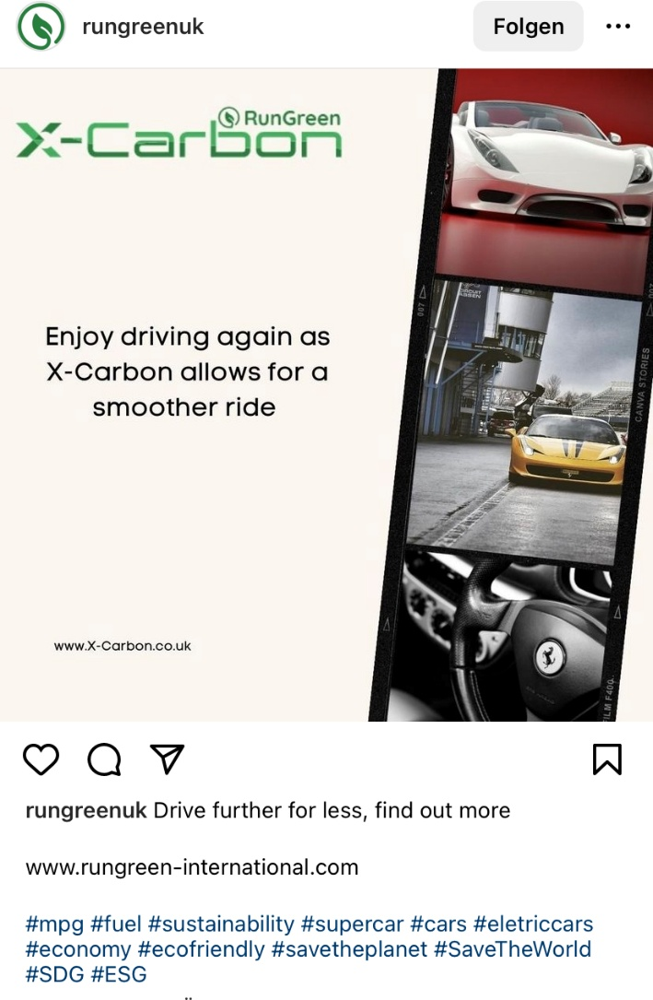 rungreenuk
Folgen
RunGreen
X-Carbon
Enjoy driving again as
X-Carbon allows for a
smoother ride
www.X-Carbon.co.uk
007
CANVA STORIES
FILM F400
rungreenuk Drive further for less, find out more
www.rungreen-international.com
#mpg #fuel #sustainability #supercar #cars #eletriccars
#economy #ecofriendly #savetheplanet #SaveTheWorld
#SDG #ESG